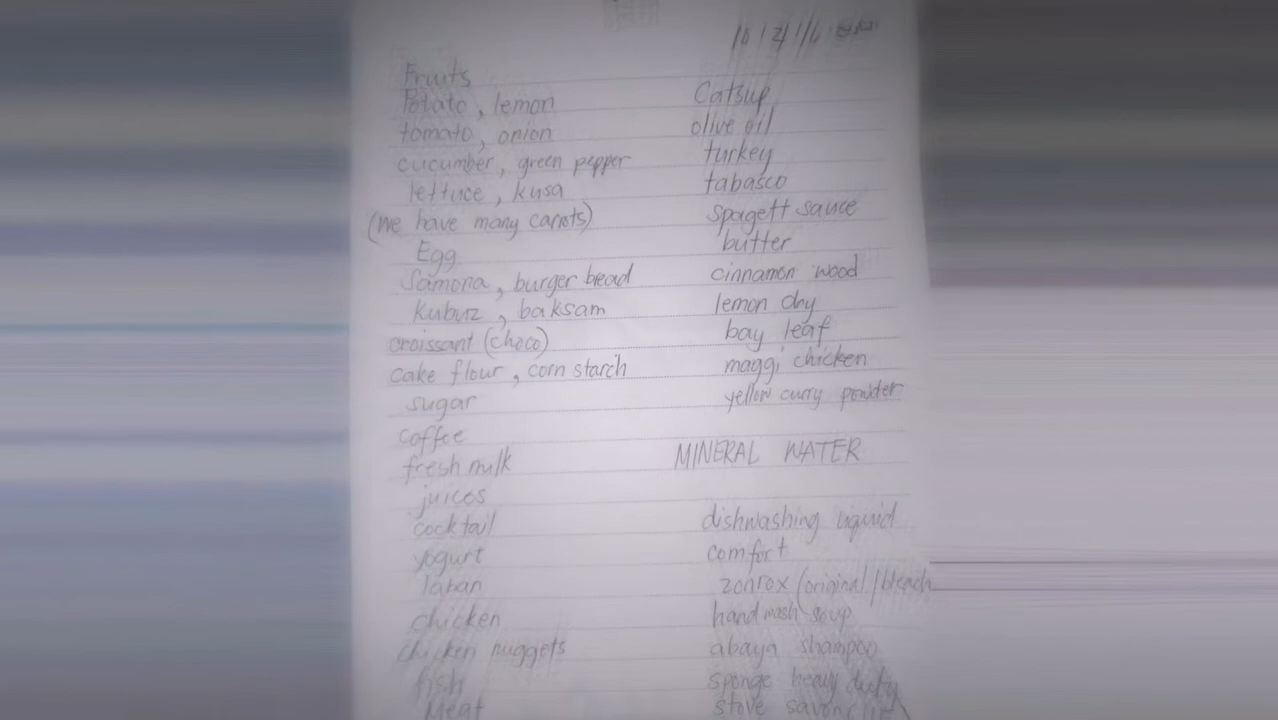 Fruits
Potato , lemon
tomato , onion
cucumber , green pepper
lettuce , kusa
(we have many carrots)
Egg
Samona , burger bread
kubuz , baksam
croissant (choco)
cake flour , corn starch
sugar
coffee
fresh milk
juices
cocktail
yogurt
laban
chicken
chicken nuggets
fish
Meat
Catsup
olive oil
turkey
tabasco
spagett sauce
butter
cinnamon wood
lemon dry
bay leaf
maggi chicken
yellow curry powder
MINERAL WATER
dishwashing liquid
comfort
zonrox (original/bleach
hand wash soup
abaya shampoo
sponge heavy duty
stove